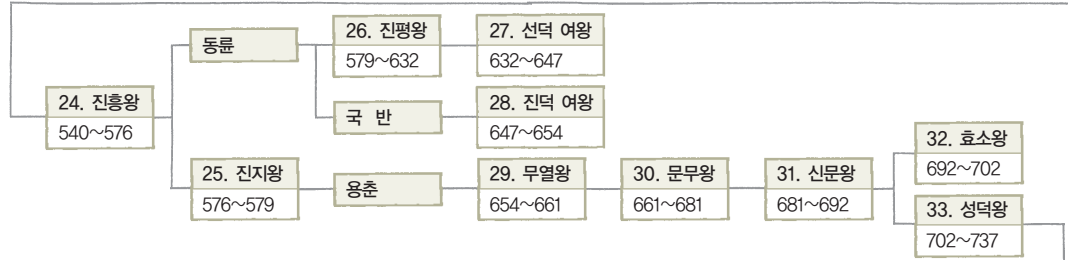 동륜
26. 진평왕
579~632
27. 선덕 여왕
632~647
24. 진흥왕
540~576
국 반
28. 진덕 여왕
647~654
25. 진지왕
576~579
용춘
29. 무열왕
654~661
30. 문무왕
661~681
31. 신문왕
681~692
32. 효소왕
692~702
33. 성덕왕
702~737